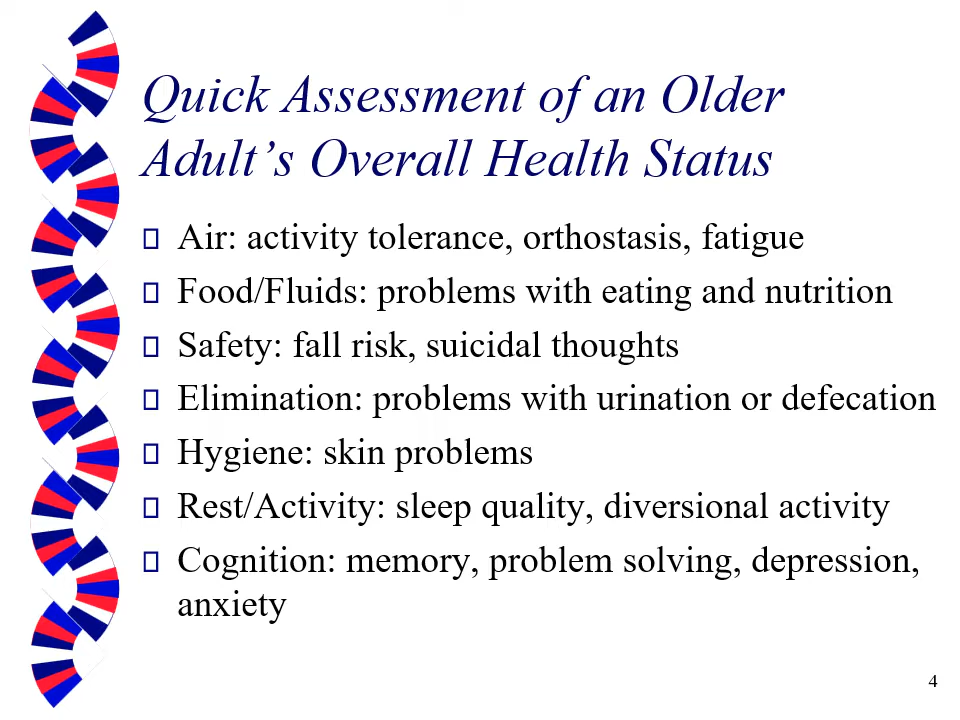 Quick Assessment of an Older
Adult’s Overall Health Status
Air: activity tolerance, orthostasis, fatigue
Food/Fluids: problems with eating and nutrition
Safety: fall risk, suicidal thoughts
Elimination: problems with urination or defecation
Hygiene: skin problems
Rest/Activity: sleep quality, diversional activity
Cognition: memory, problem solving, depression,
anxiety
4